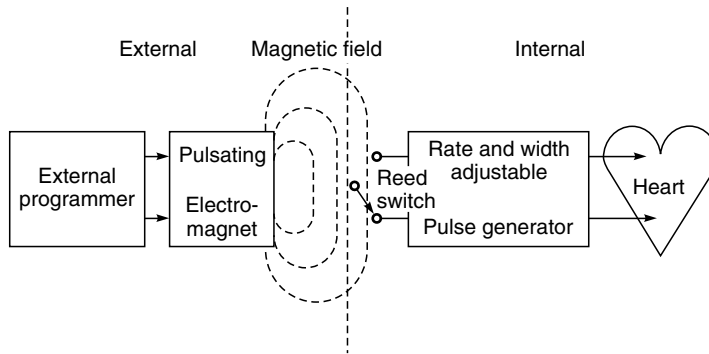 External
Magnetic field
Internal
External
programmer
Pulsating
Electro-
magnet
Reed
switch
Rate and width
adjustable
Pulse generator
Heart